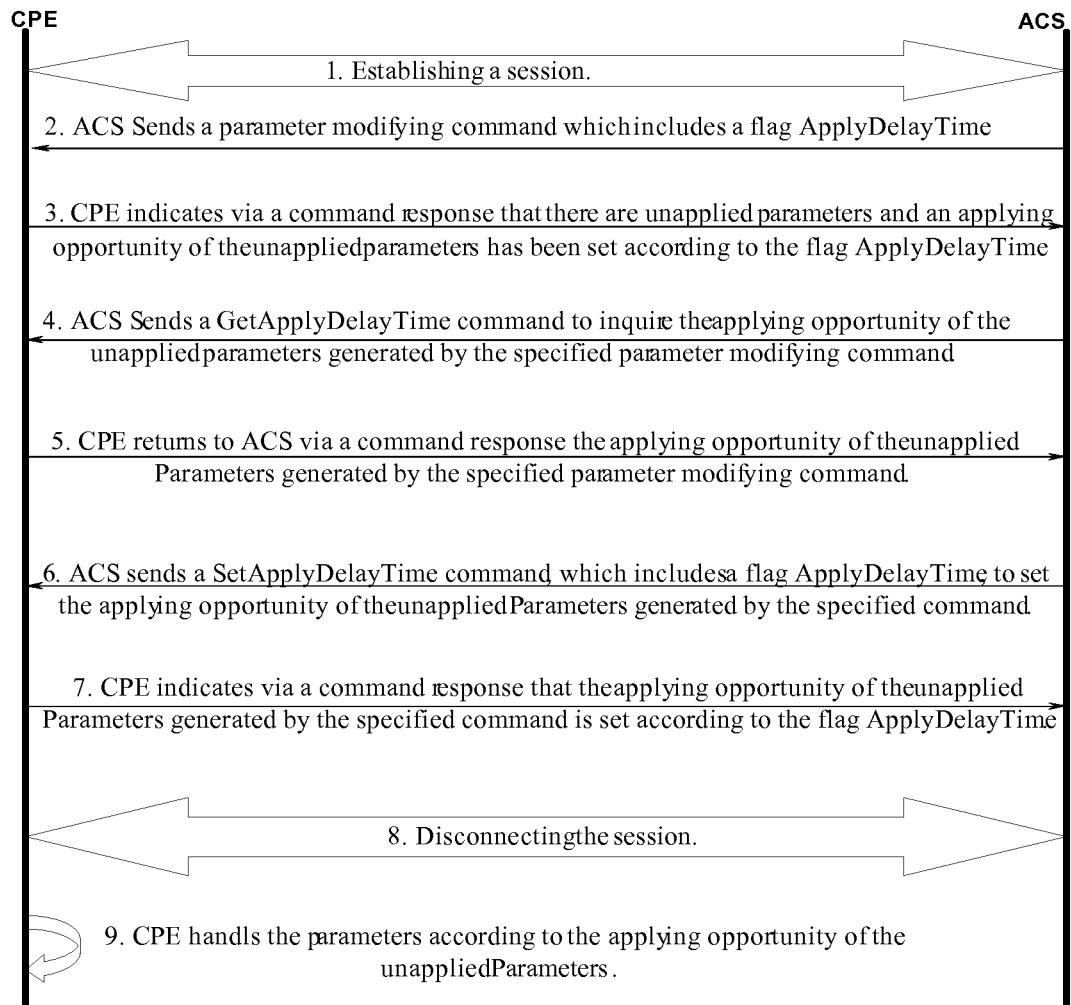 CPE
ACS
1. Establishing a session.
2. ACS Sends a parameter modifying command which includes a flag ApplyDelayTime
3. CPE indicates via a command response that there are unapplied parameters and an applying
opportunity of theunappliedparameters has been set according to the flag ApplyDelayTime
4. ACS Sends a GetApplyDelayTime command to inquire theapplying opportunity of the
unappliedparameters generated by the specified parameter modifying command
5. CPE returns to ACS via a command response the applying opportunity of theunapplied
Parameters generated by the specified parameter modifying command.
6. ACS sends a SetApplyDelayTime command, which includesa flag ApplyDelayTime, to set
the applying opportunity of theunappliedParameters generated by the specified command.
7. CPE indicates via a command response that theapplying opportunity of theunapplied
Parameters generated by the specified command is set according to the flag ApplyDelayTime
8. Disconnectingthe session.
9. CPE handls the parameters according to the applying opportunity of the
unappliedParameters.